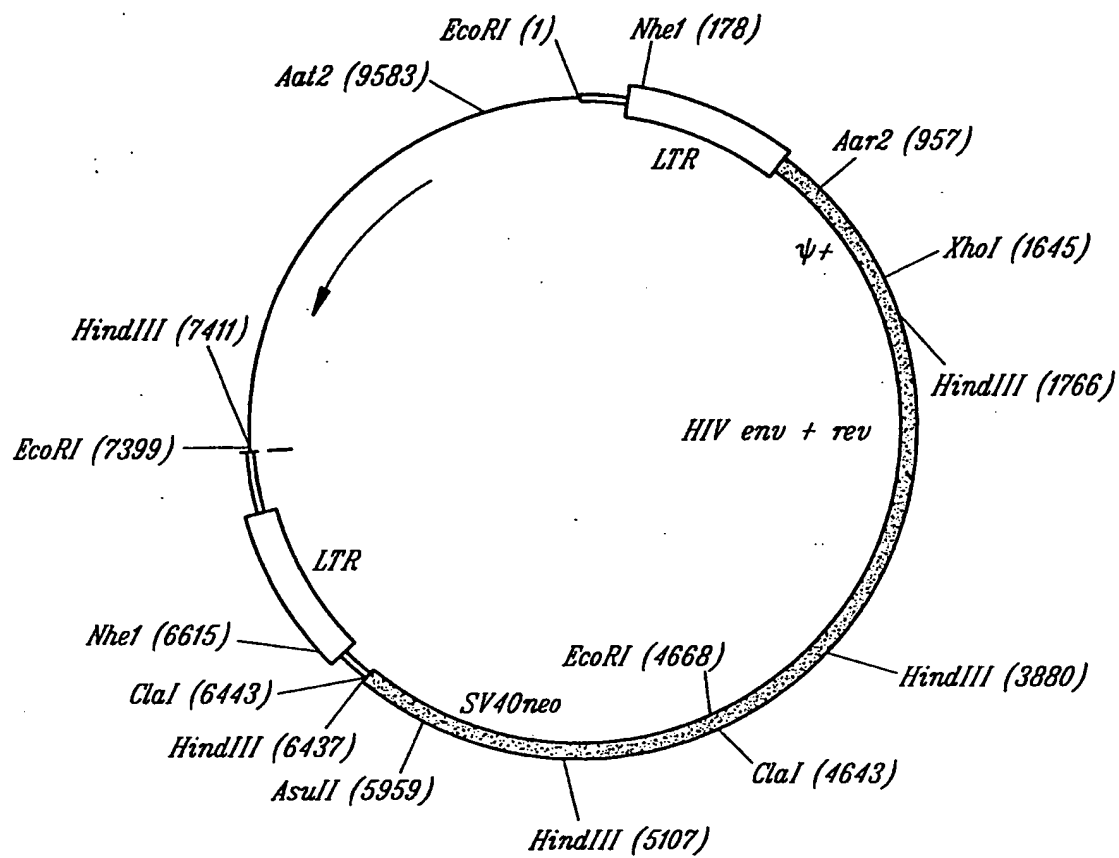 EcoRI (1)
Nhe1 (178)
Aat2 (9583)
LTR
Aar2 (957)
ψ+
XhoI (1645)
HindIII (7411)
HindIII (1766)
HIV env + rev
EcoRI (7399)
LTR
Nhe1 (6615)
EcoRI (4668)
HindIII (3880)
ClaI (6443)
SV40neo
HindIII (6437)
ClaI (4643)
AsuII (5959)
HindIII (5107)